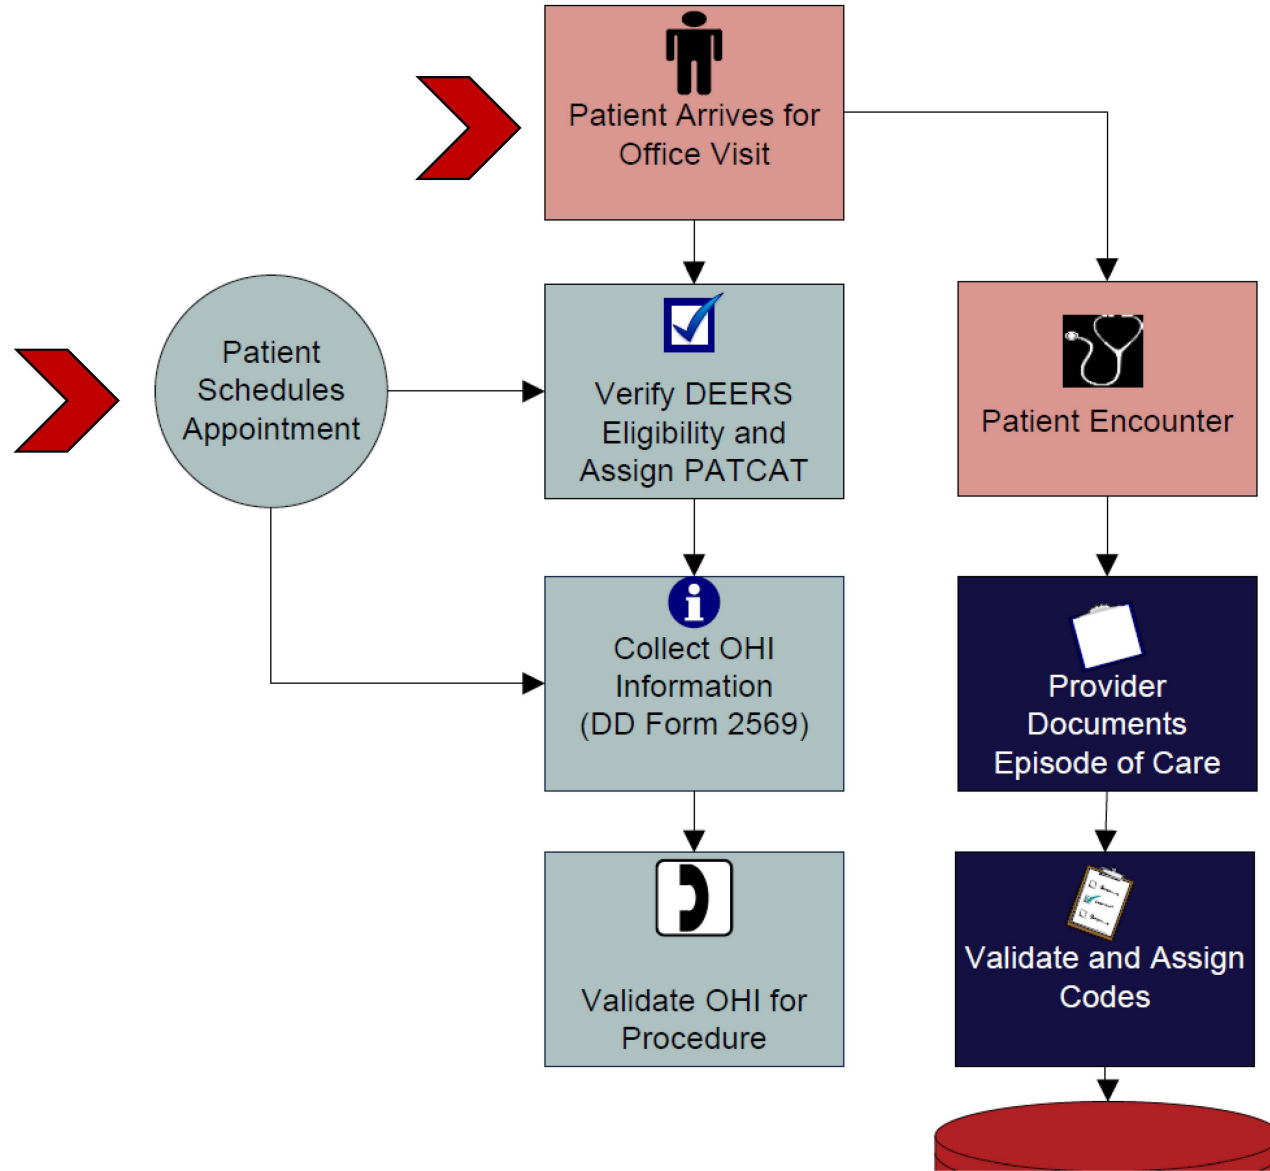 Patient Arrives for
Office Visit
Patient
Schedules
Appointment
Verify DEERS
Eligibility and
Assign PATCAT
Patient Encounter
Collect OHI
Information
(DD Form 2569)
Provider
Documents
Episode of Care
Validate OHI for
Procedure
Validate and Assign
Codes